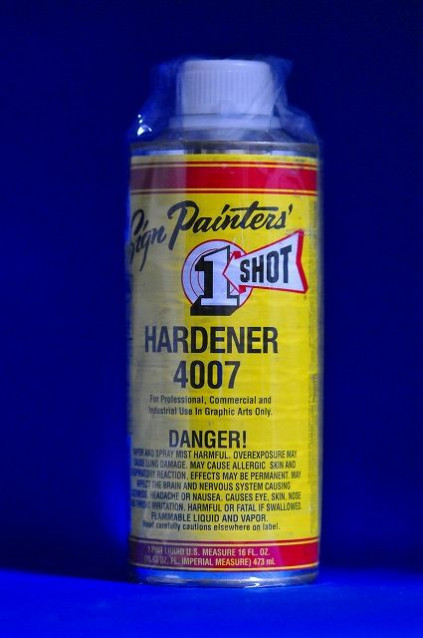 Sign Painters'
1 SHOT
HARDENER
4007
For Professional, Commercial and
Industrial Use In Graphic Arts Only.
DANGER!
VAPOR AND SPRAY MIST HARMFUL. OVEREXPOSURE MAY
CAUSE LUNG DAMAGE. MAY CAUSE ALLERGIC SKIN AND
RESPIRATORY REACTION, EFFECTS MAY BE PERMANENT. MAY
AFFECT THE BRAIN AND NERVOUS SYSTEM CAUSING
HEADACHE OR NAUSEA. CAUSES EYE, SKIN, NOSE
IRRITATION. HARMFUL OR FATAL IF SWALLOWED.
FLAMMABLE LIQUID AND VAPOR.
Read carefully cautions elsewhere on label.
1 PINT LIQUID U.S. MEASURE 16 FL. OZ.
FL. OZ. IMPERIAL MEASURE) 473 mL